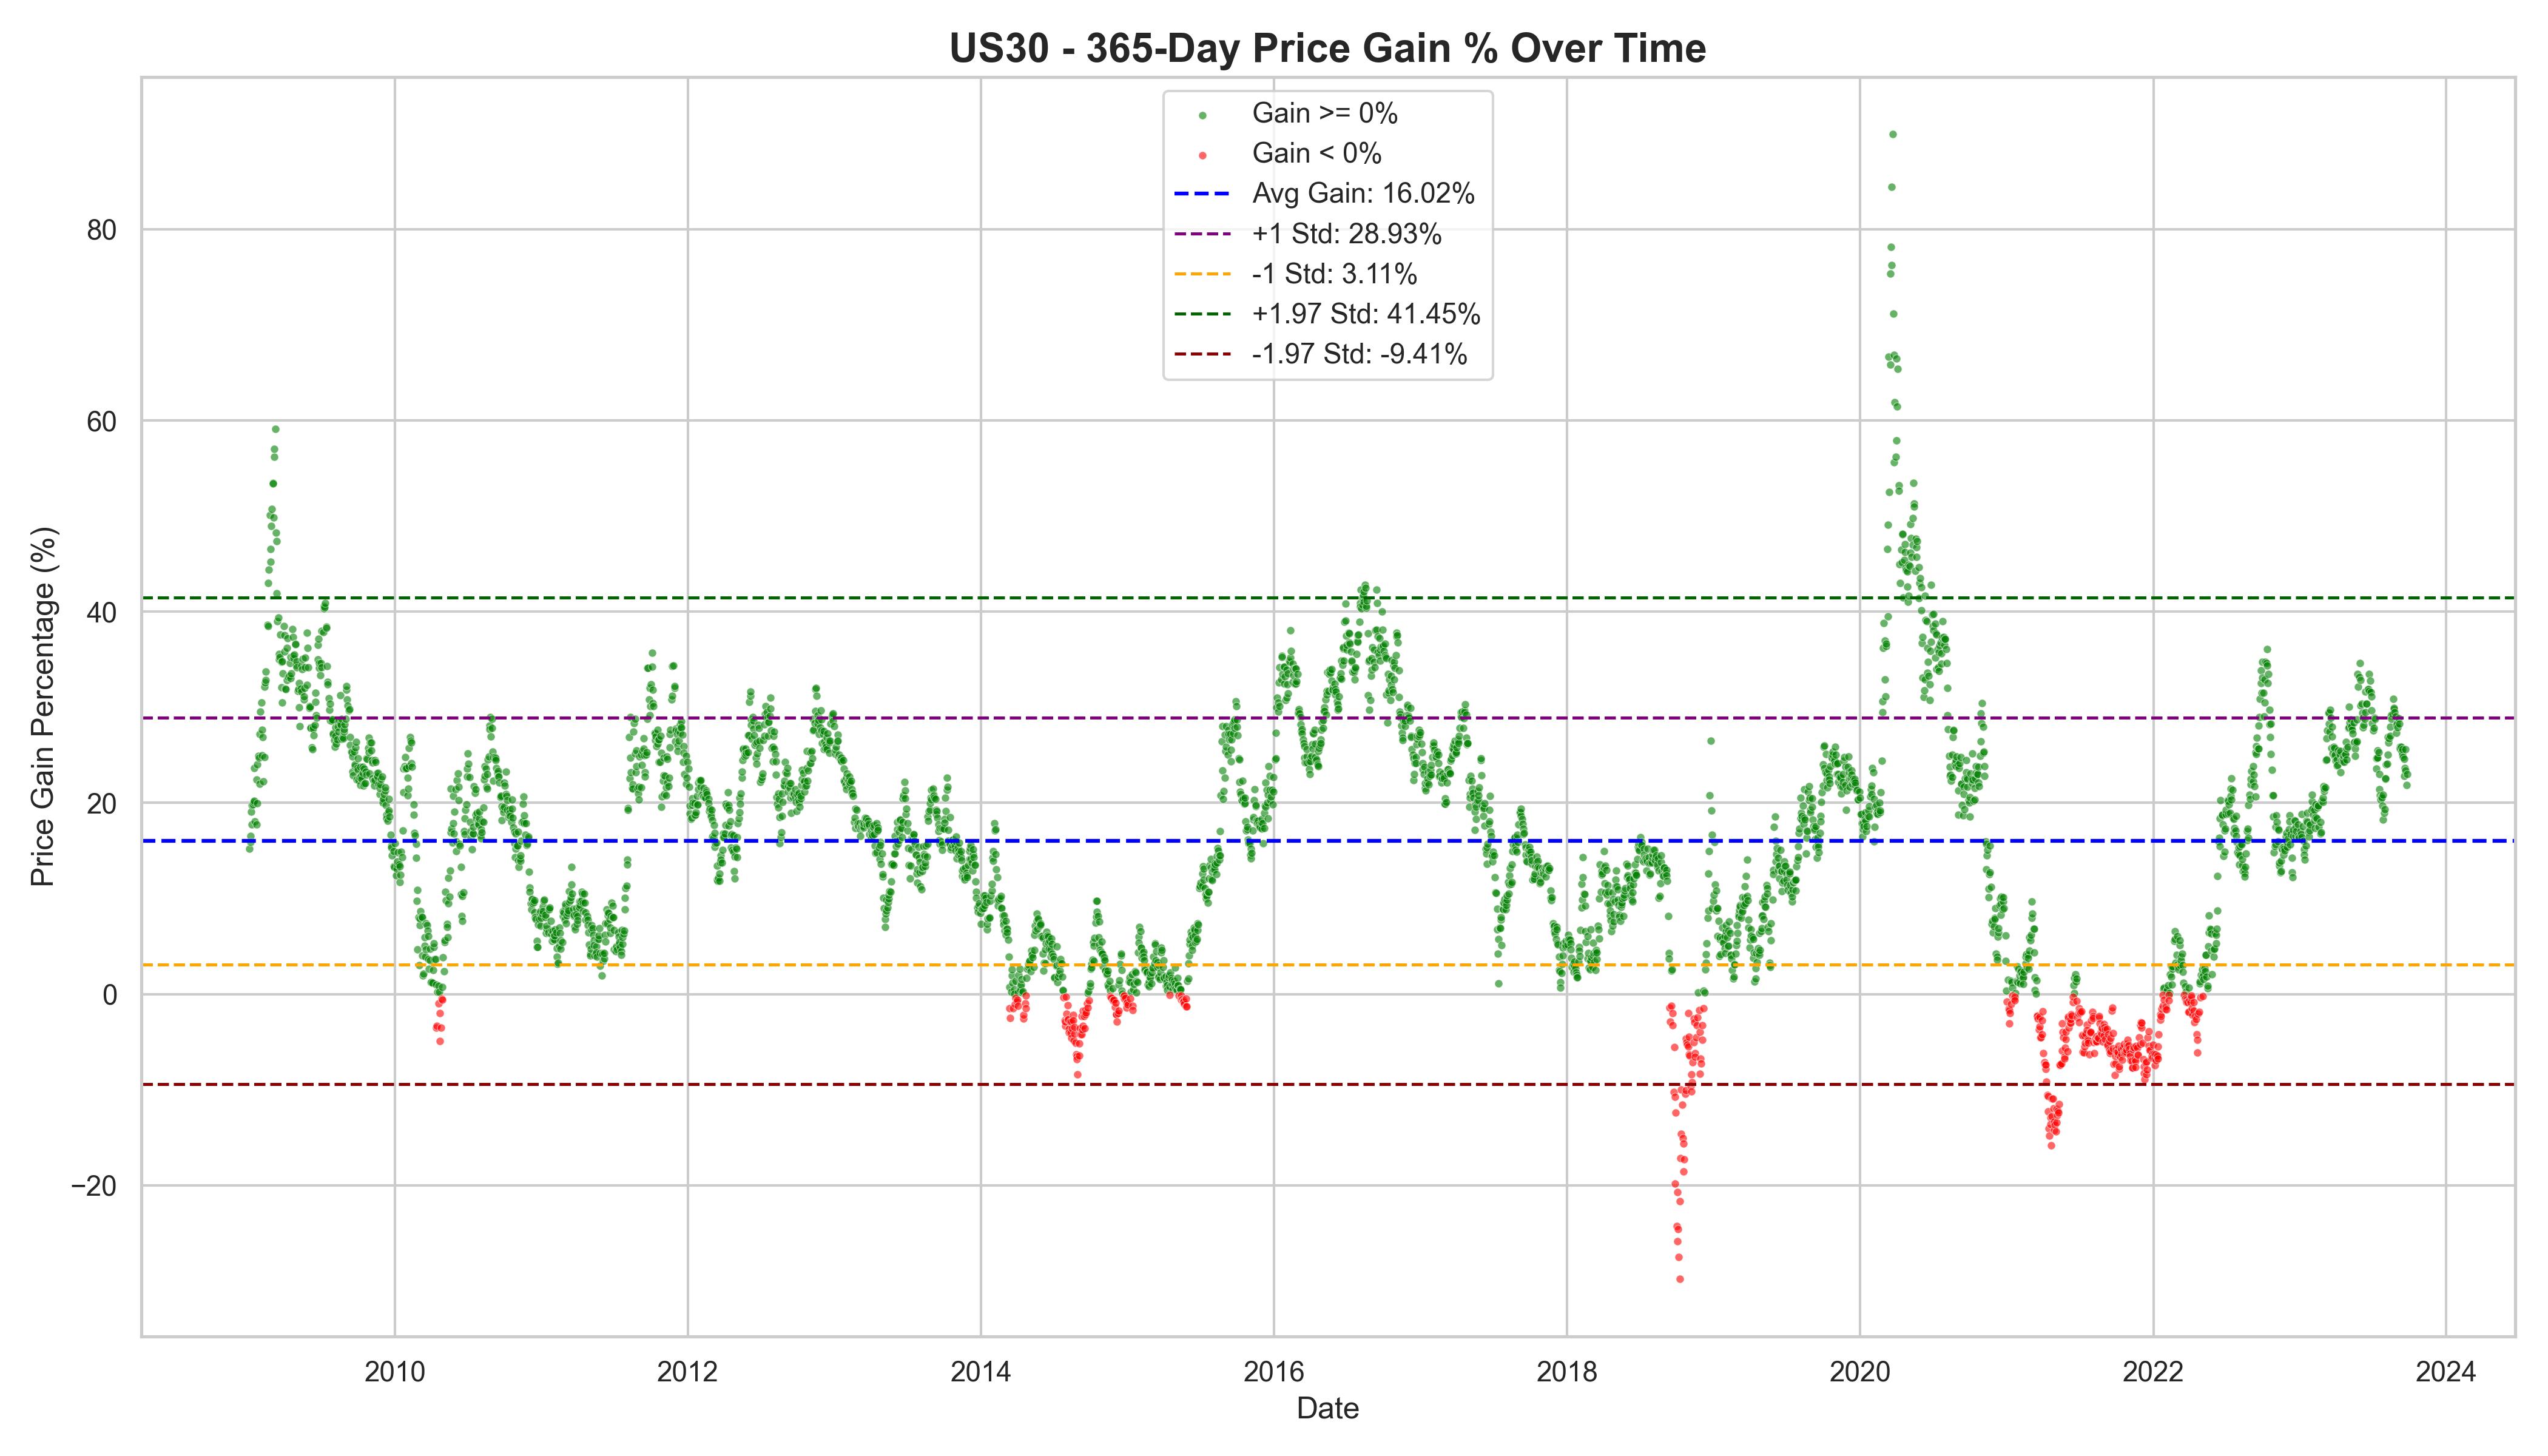 US30 - 365-Day Price Gain % Over Time
Gain >= 0%
Gain < 0%
Avg Gain: 16.02%
+1 Std: 28.93%
-1 Std: 3.11%
+1.97 Std: 41.45%
-1.97 Std: -9.41%
Price Gain Percentage (%)
80
60
40
20
0
−20
2010 2012 2014 2016 2018 2020 2022 2024
Date